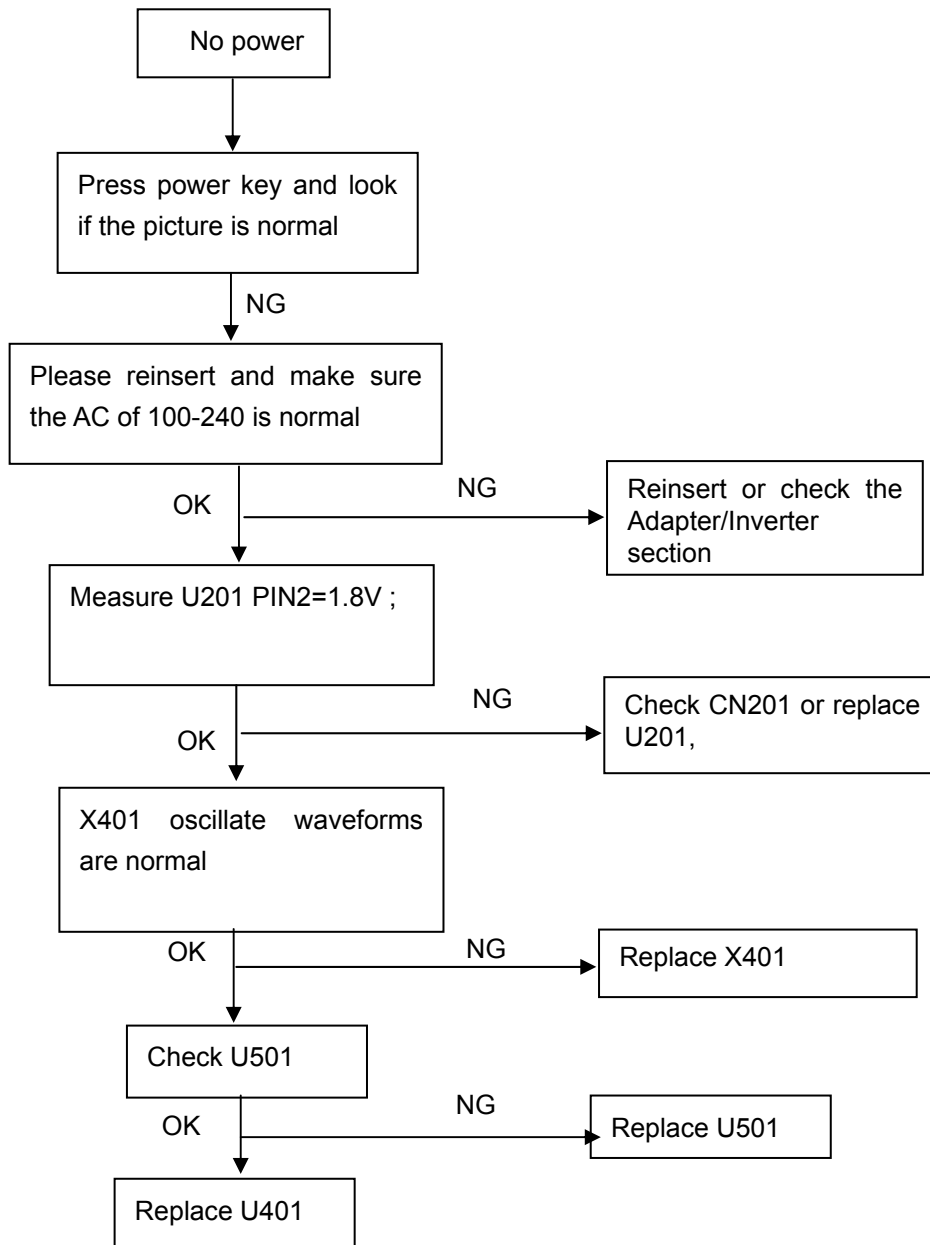 No power
Press power key and look
if the picture is normal
NG
Please reinsert and make sure
the AC of 100-240 is normal
OK
NG
Reinsert or check the
Adapter/Inverter
section
Measure U201 PIN2=1.8V ;
OK
NG
Check CN201 or replace
U201,
X401 oscillate waveforms
are normal
OK
NG
Replace X401
Check U501
OK
NG
Replace U501
Replace U401